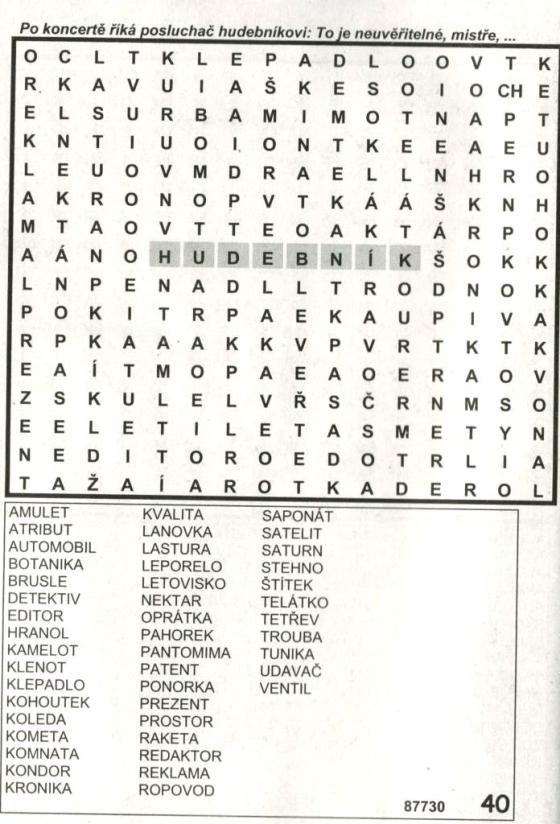 Po koncertě říká posluchač hudebníkovi: To je neuvěřitelné, mistře, ...
O C L T K L E P A D L O O V T K
R K A V U I A Š K E S O I O CH E
E L S U R B A M I M O T N A P T
K N T I U O I O N T K E E A E U
L E U O V M D R A E L L N H R O
A K R O N O P V T K Á Á Š K N H
M T A O V T T E O A K T Á R P O
A Á N O H U D E B N Í K Š O K K
L N P E N A D L L T R O D N O K
P O K I T R P A E K A U P I V A
R P K A A A K K V P V R T K T K
E A Í T M O P A E A O E R A O V
Z S K U L E L V Ř S Č R N M S O
E E L E T I L E T A S M E T Y N
N E D I T O R O E D O T R L I A
T A Ž A Í A R O T K A D E R O L
AMULET
ATRIBUT
AUTOMOBIL
BOTANIKA
BRUSLE
DETEKTIV
EDITOR
HRANOL
KAMELOT
KLENOT
KLEPADLO
KOHOUTEK
KOLEDA
KOMETA
KOMNATA
KONDOR
KRONIKA
KVALITA
LANOVKA
LASTURA
LEPORELO
LETOVISKO
NEKTAR
OPRÁTKA
PAHOREK
PANTOMIMA
PATENT
PONORKA
PREZENT
PROSTOR
RAKETA
REDAKTOR
REKLAMA
ROPOVOD
SAPONÁT
SATELIT
SATURN
STEHNO
ŠTÍTEK
TELÁTKO
TETŘEV
TROUBA
TUNIKA
UDAVAČ
VENTIL
87730 40